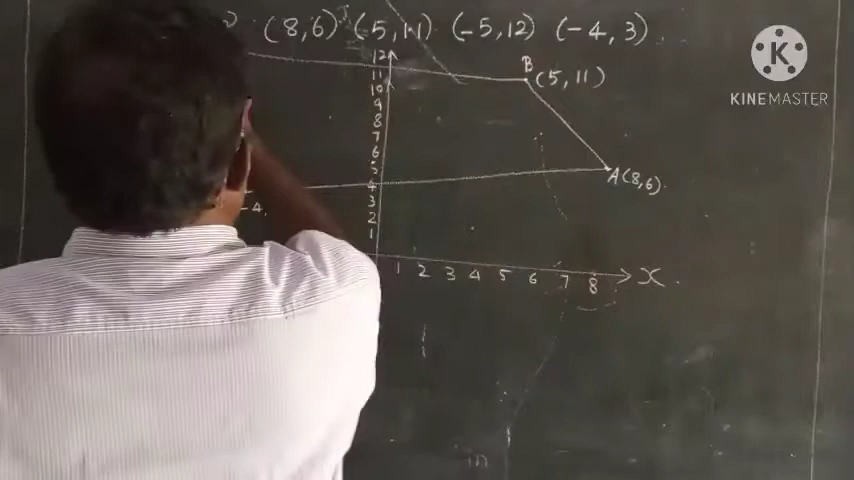 (8,6) (-5,11) (-5,12) (-4,3)
12
B
11
(5,11)
10
9
8
7
6
5
A(8,6)
4
3
-4,
2
1
1 2 3 4 5 6 7 8 X
K
KINEMASTER